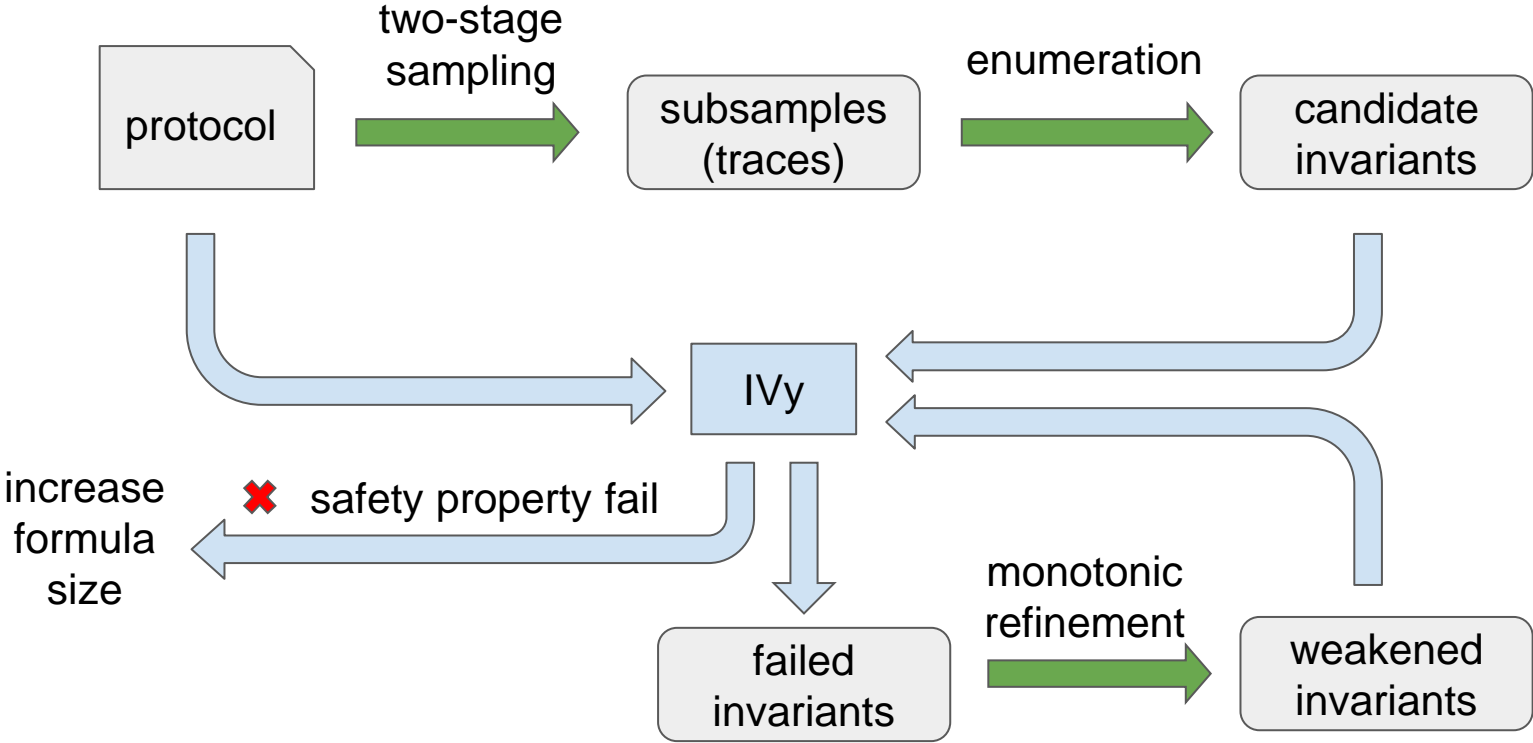 two-stage
sampling
protocol
subsamples
(traces)
enumeration
candidate
invariants
IVy
increase
formula
size
safety property fail
failed
invariants
monotonic
refinement
weakened
invariants